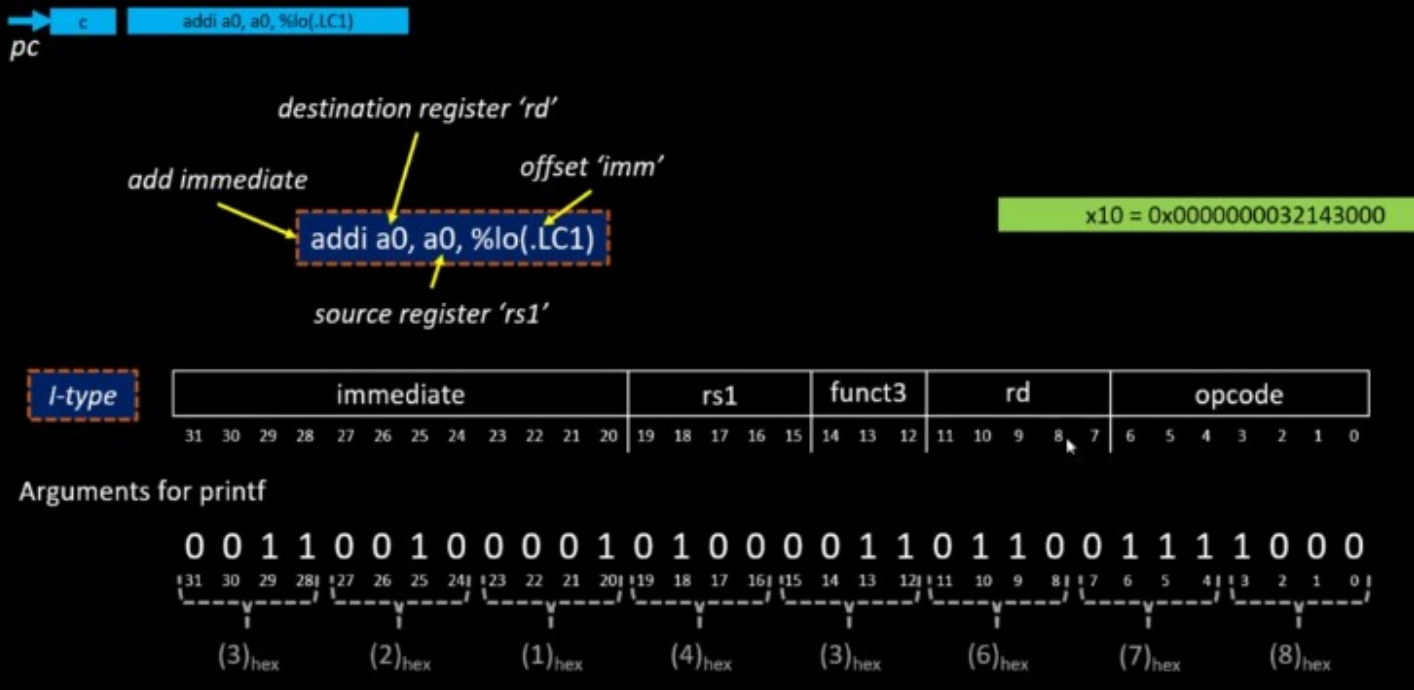 c addi a0, a0, %lo(.LC1)
pc
destination register ‘rd’
add immediate
offset ‘imm’
addi a0, a0, %lo(.LC1)
x10 = 0x0000000032143000
source register ‘rs1’
I-type immediate rs1 funct3 rd opcode
31 30 29 28 27 26 25 24 23 22 21 20 19 18 17 16 15 14 13 12 11 10 9 8 7 6 5 4 3 2 1 0
Arguments for printf
0 0 1 1 0 0 1 0 0 0 0 1 0 1 0 0 0 0 1 1 0 1 1 0 0 1 1 1 1 0 0 0
31 30 29 28 27 26 25 24 23 22 21 20 19 18 17 16 15 14 13 12 11 10 9 8 7 6 5 4 3 2 1 0
(3)hex (2)hex (1)hex (4)hex (3)hex (6)hex (7)hex (8)hex